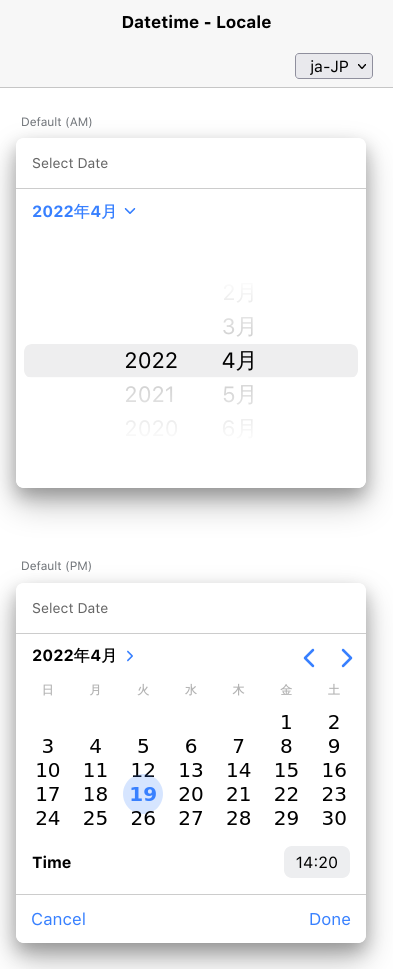 Datetime - Locale
ja-JP
Default (AM)
Select Date
2022年4月
2月
3月
2022 4月
2021 5月
2020 6月
Default (PM)
Select Date
2022年4月
日 月 火 水 木 金 土
1 2
3 4 5 6 7 8 9
10 11 12 13 14 15 16
17 18 19 20 21 22 23
24 25 26 27 28 29 30
Time 14:20
Cancel Done